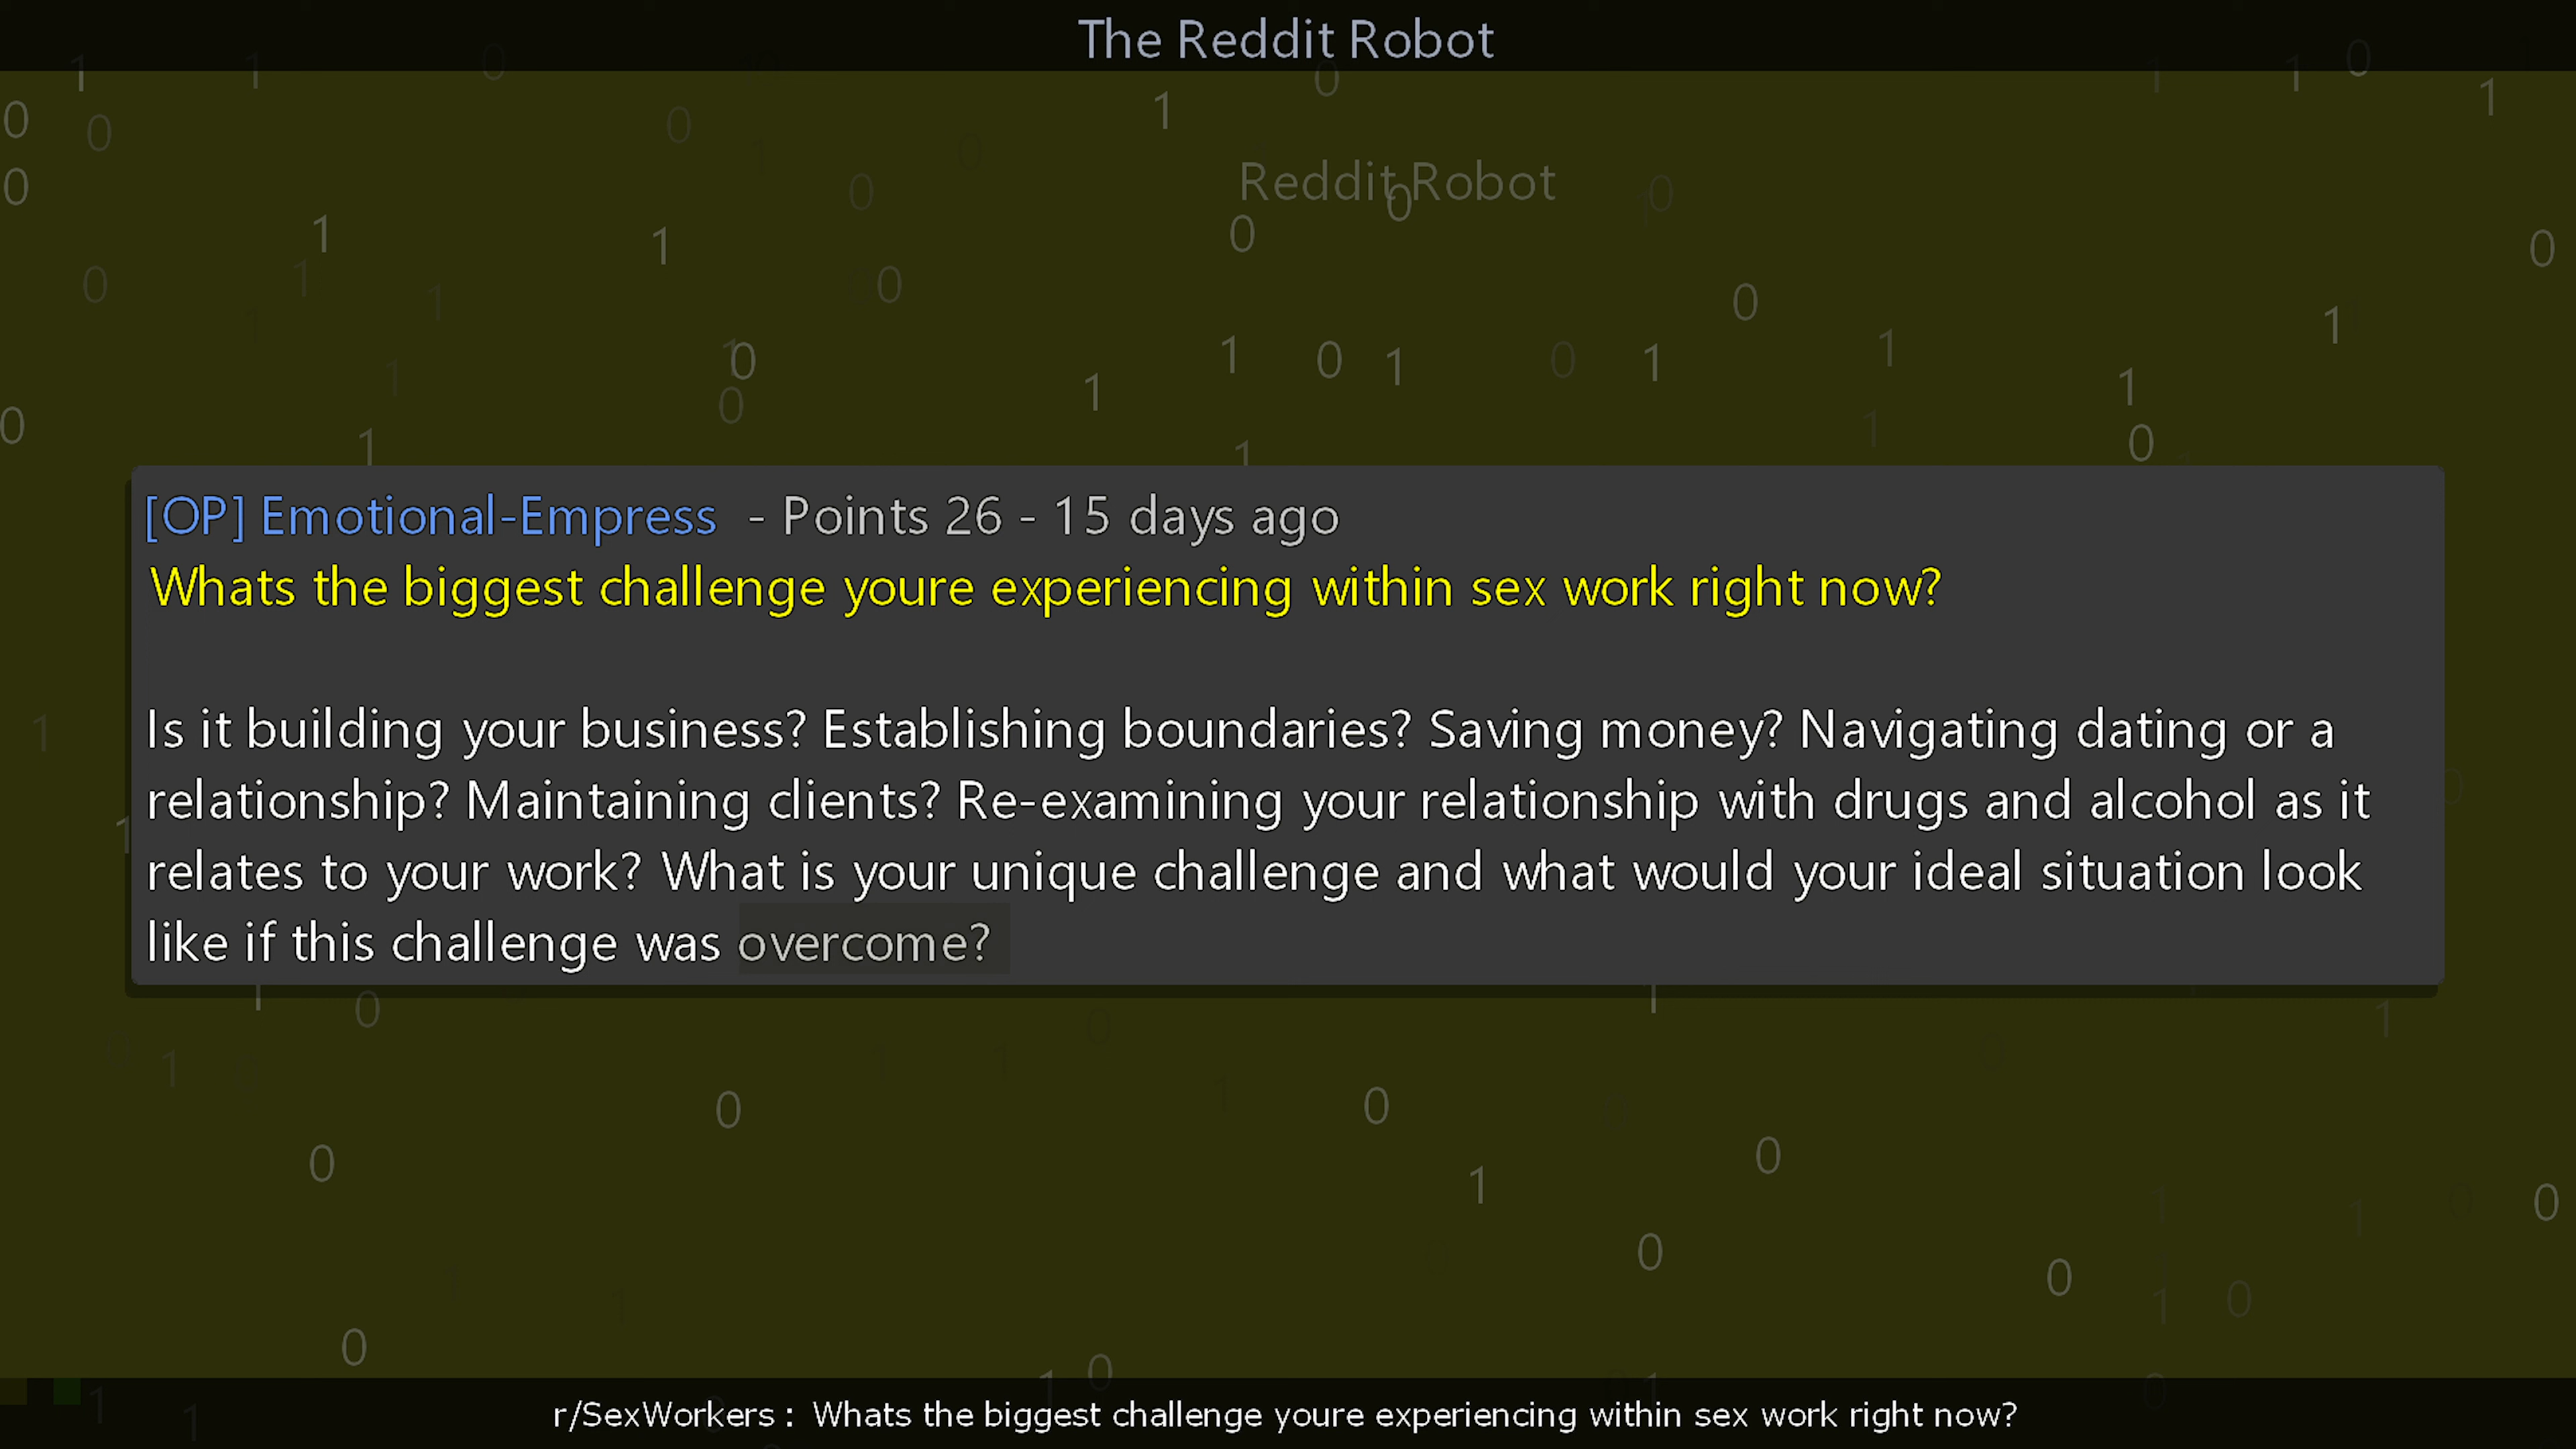 The Reddit Robot
Reddit Robot
[OP] Emotional-Empress - Points 26 - 15 days ago
Whats the biggest challenge youre experiencing within sex work right now?
Is it building your business? Establishing boundaries? Saving money? Navigating dating or a
relationship? Maintaining clients? Re-examining your relationship with drugs and alcohol as it
relates to your work? What is your unique challenge and what would your ideal situation look
like if this challenge was overcome?
r/SexWorkers : Whats the biggest challenge youre experiencing within sex work right now?